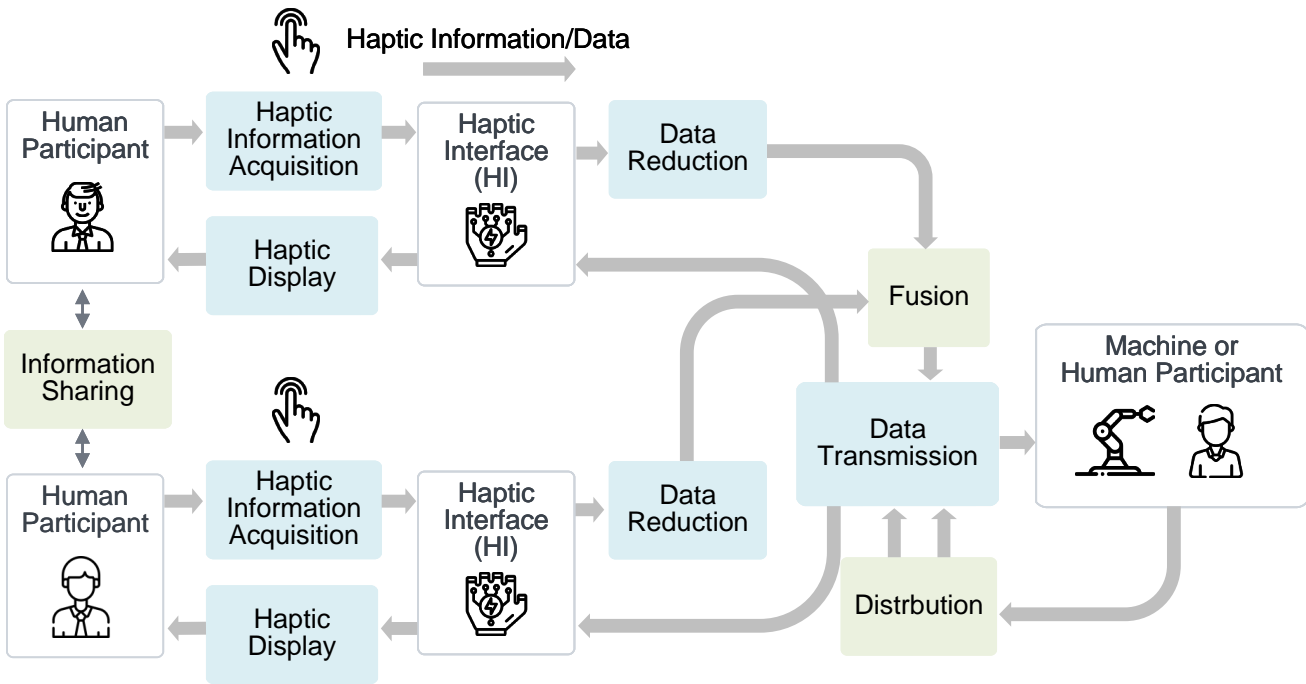 Haptic Information/Data
Human
Participant
Haptic
Information
Acquisition
Haptic
Interface
(HI)
Data
Reduction
Haptic
Display
Fusion
Information
Sharing
Machine or
Human Participant
Data
Transmission
Human
Participant
Haptic
Information
Acquisition
Haptic
Interface
(HI)
Data
Reduction
Haptic
Display
Distrbution